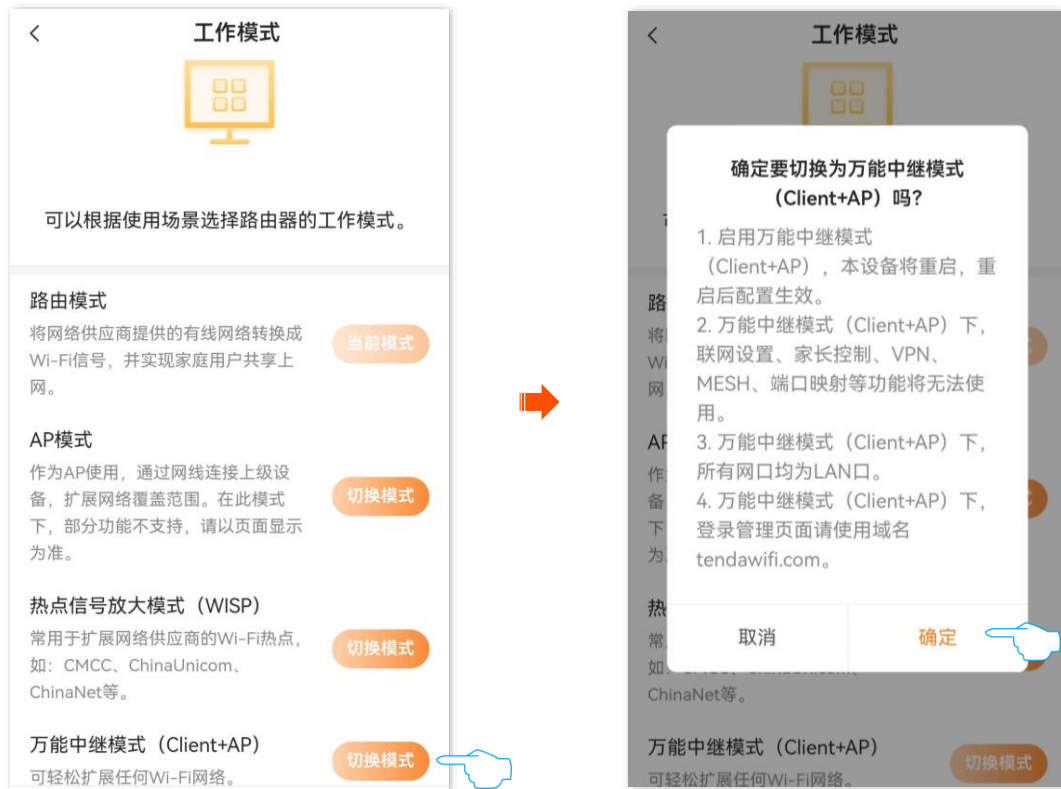 工作模式
可以根据使用场景选择路由器的工作模式。
路由模式
将网络供应商提供的有线网络转换成
Wi-Fi信号，并实现家庭用户共享上
网。
当前模式
AP模式
作为AP使用，通过网线连接上级设
备，扩展网络覆盖范围。在此模式
下，部分功能不支持，请以页面显示
为准。
切换模式
热点信号放大模式（WISP）
常用于扩展网络供应商的Wi-Fi热点，
如：CMCC、ChinaUnicom、
ChinaNet等。
切换模式
万能中继模式（Client+AP）
可轻松扩展任何Wi-Fi网络。
切换模式
工作模式
确定要切换为万能中继模式
（Client+AP）吗?
1. 启用万能中继模式
（Client+AP），本设备将重启，重
启后配置生效。
2. 万能中继模式（Client+AP）下，
联网设置、家长控制、VPN、
MESH、端口映射等功能将无法使
用。
3. 万能中继模式（Client+AP）下，
所有网口均为LAN口。
4. 万能中继模式（Client+AP）下，
登录管理页面请使用域名
tendawifi.com。
取消
确定
路
将
Wi
网
AP
作
备
下
为
热
常
如
ChinaNet等。
万能中继模式（Client+AP）
可轻松扩展任何Wi-Fi网络。
切换模式